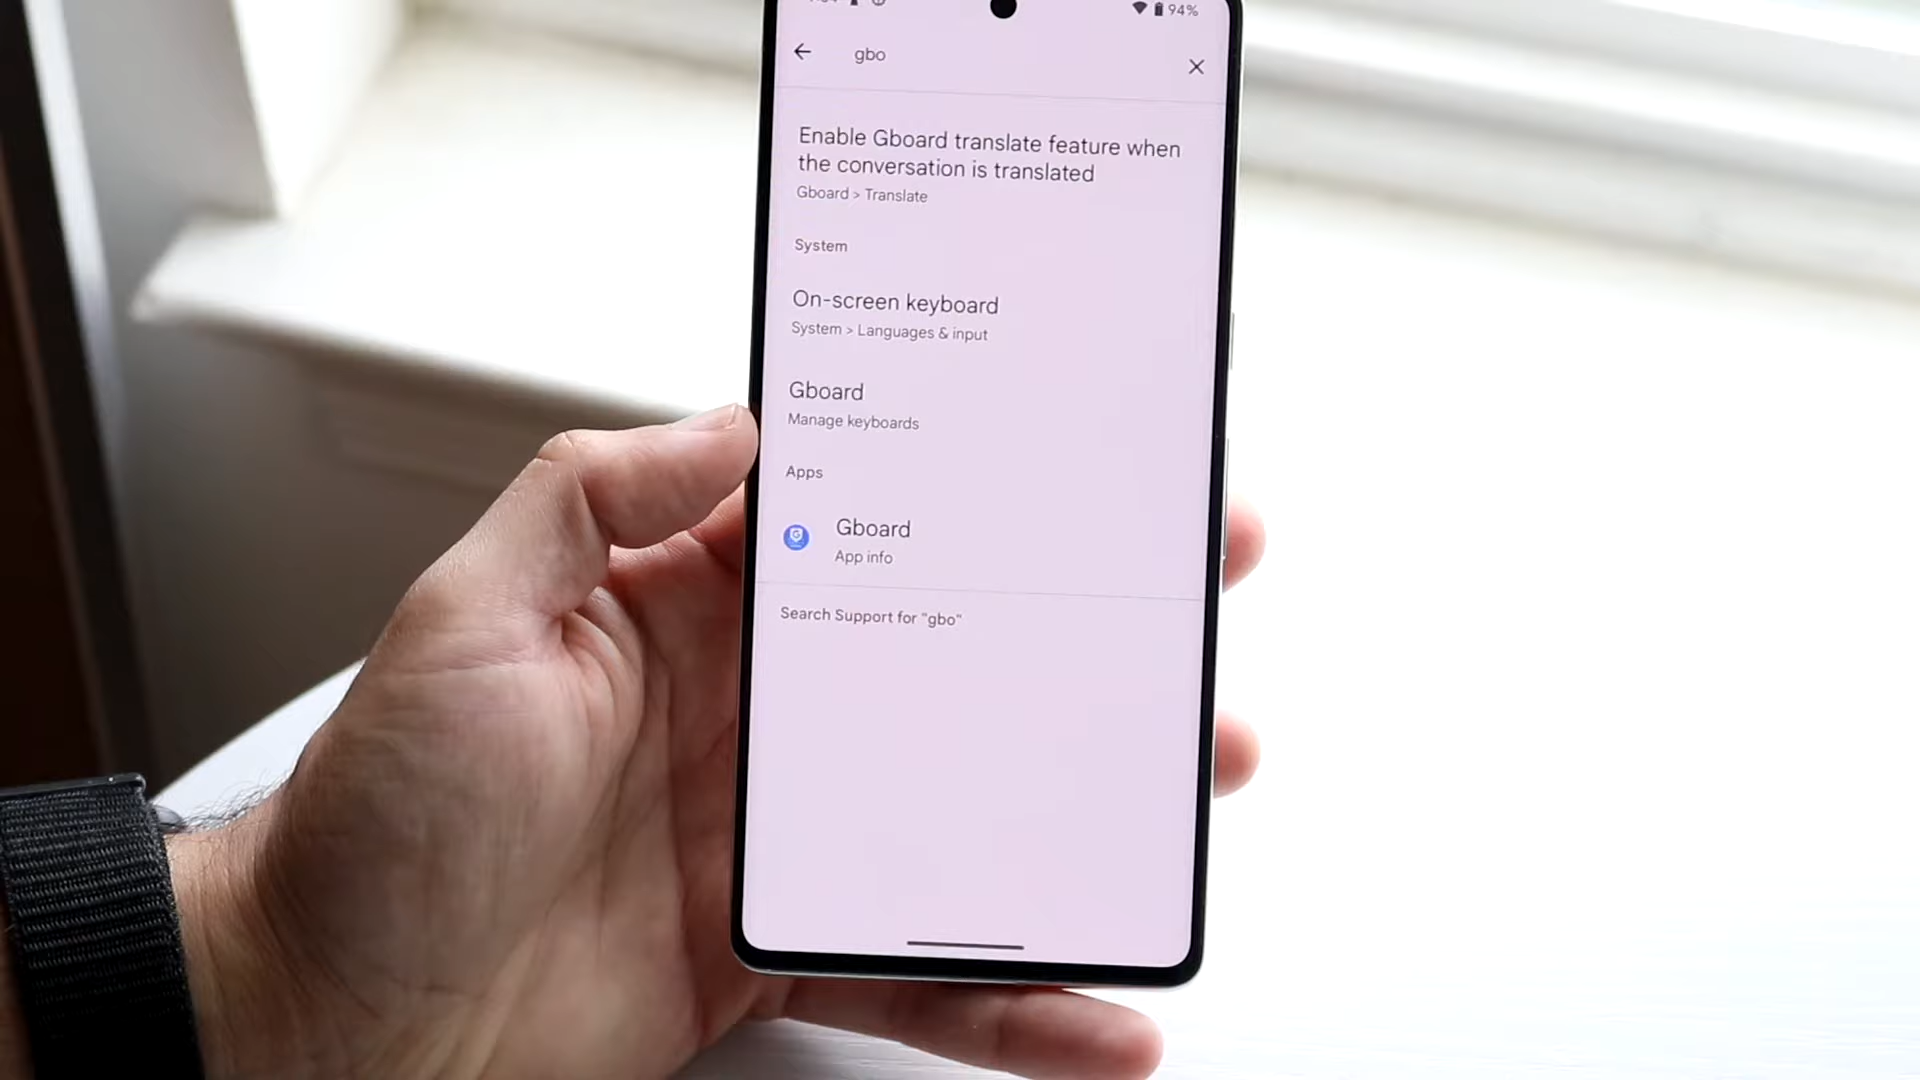 94%
gbo
Enable Gboard translate feature when
the conversation is translated
Gboard > Translate
System
On-screen keyboard
System > Languages & input
Gboard
Manage keyboards
Apps
Gboard
App info
Search Support for "gbo"